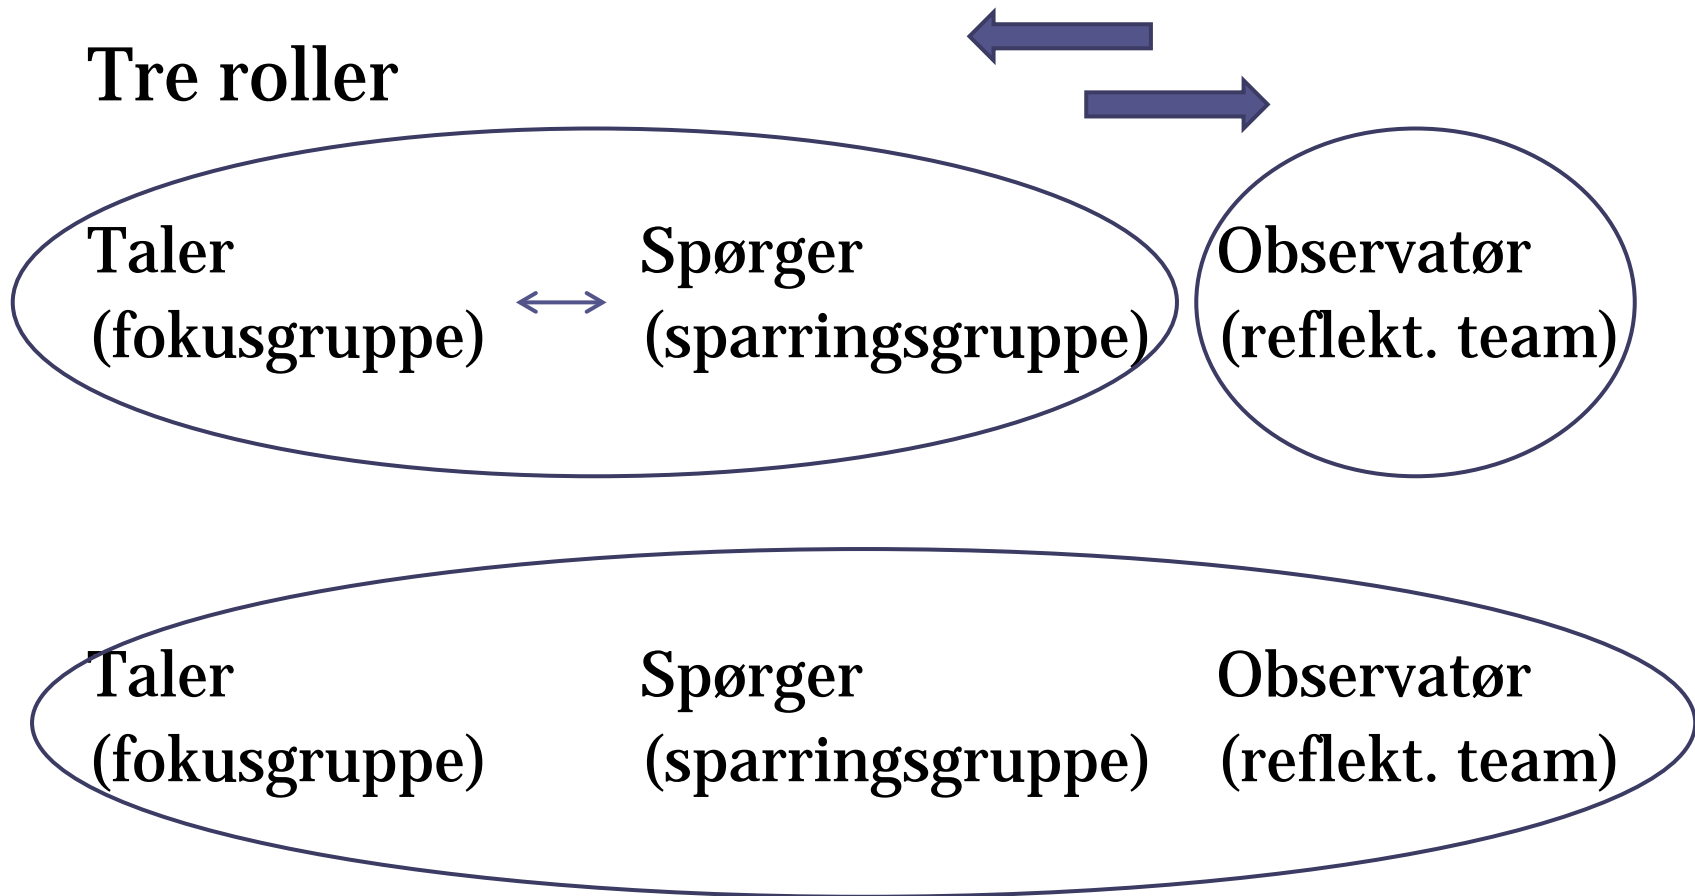 Tre roller
Taler Spørger Observatør
(fokusgruppe) (sparringsgruppe) (reflekt. team)
Taler Spørger Observatør
(fokusgruppe) (sparringsgruppe) (reflekt. team)